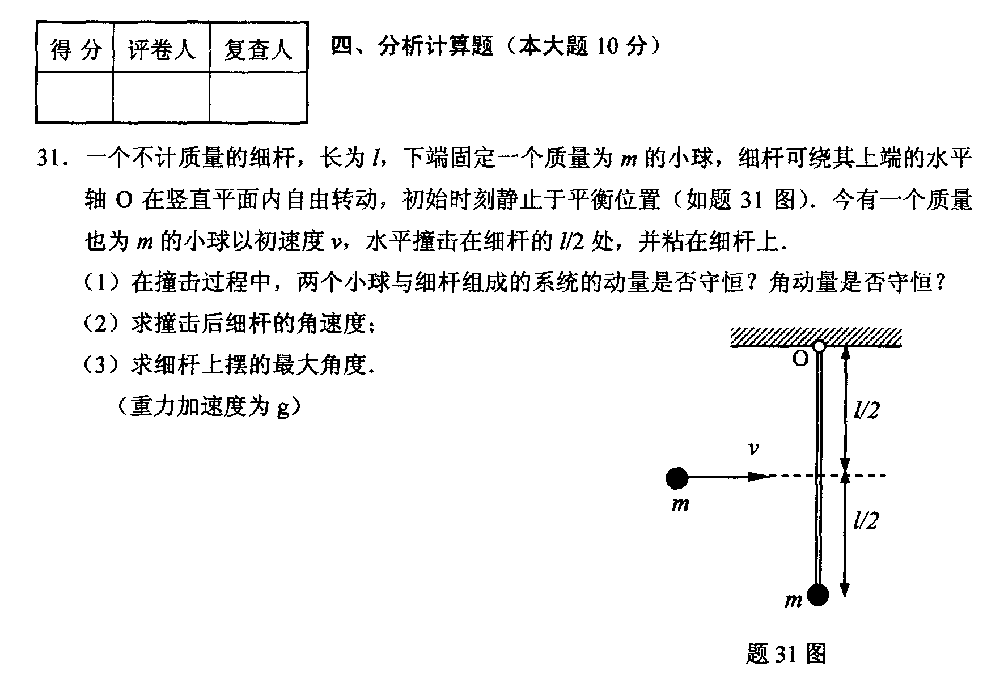 得 分 评卷人 复查人
四、分析计算题（本大题 10 分）
31. 一个不计质量的细杆，长为 l，下端固定一个质量为 m 的小球，细杆可绕其上端的水平
轴 O 在竖直平面内自由转动，初始时刻静止于平衡位置（如题 31 图）. 今有一个质量
也为 m 的小球以初速度 v，水平撞击在细杆的 l/2 处，并粘在细杆上.
（1）在撞击过程中，两个小球与细杆组成的系统的动量是否守恒？角动量是否守恒？
（2）求撞击后细杆的角速度；
（3）求细杆上摆的最大角度.
（重力加速度为 g）
O
l/2
v
m
l/2
m
题 31 图